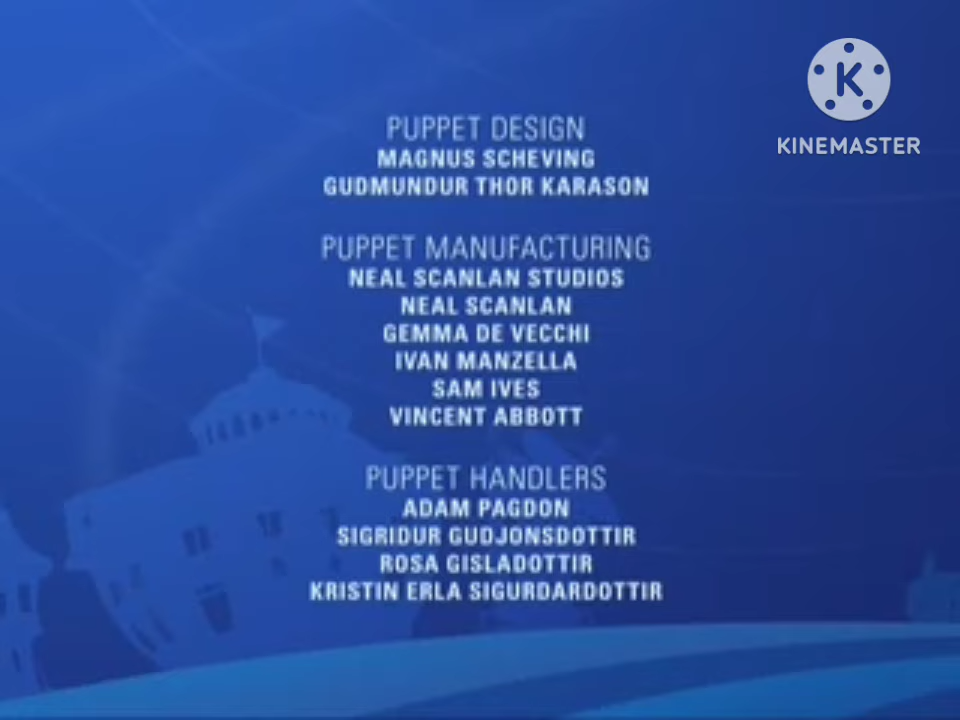 K
KINEMASTER
PUPPET DESIGN
MAGNUS SCHEVING
GUDMUNDUR THOR KARASON
PUPPET MANUFACTURING
NEAL SCANLAN STUDIOS
NEAL SCANLAN
GEMMA DE VECCHI
IVAN MANZELLA
SAM IVES
VINCENT ABBOTT
PUPPET HANDLERS
ADAM PAGDON
SIGRIDUR GUDJONSDOTTIR
ROSA GISLADOTTIR
KRISTIN ERLA SIGURDARDOTTIR